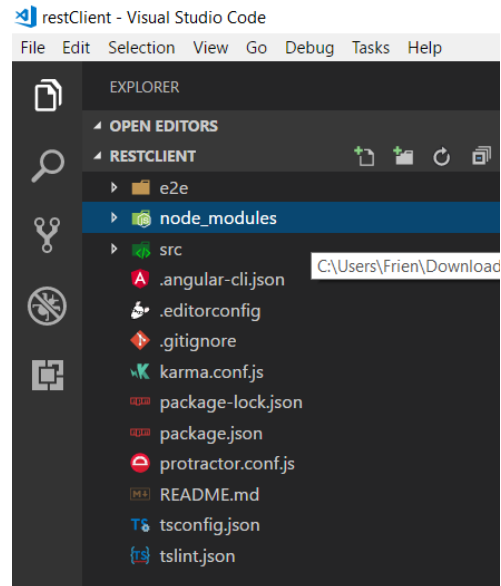 restClient - Visual Studio Code
File Edit Selection View Go Debug Tasks Help
EXPLORER
OPEN EDITORS
RESTCLIENT
e2e
node_modules
src
C:\Users\Frien\Download
.angular-cli.json
.editorconfig
.gitignore
karma.conf.js
package-lock.json
package.json
protractor.conf.js
README.md
tsconfig.json
tslint.json